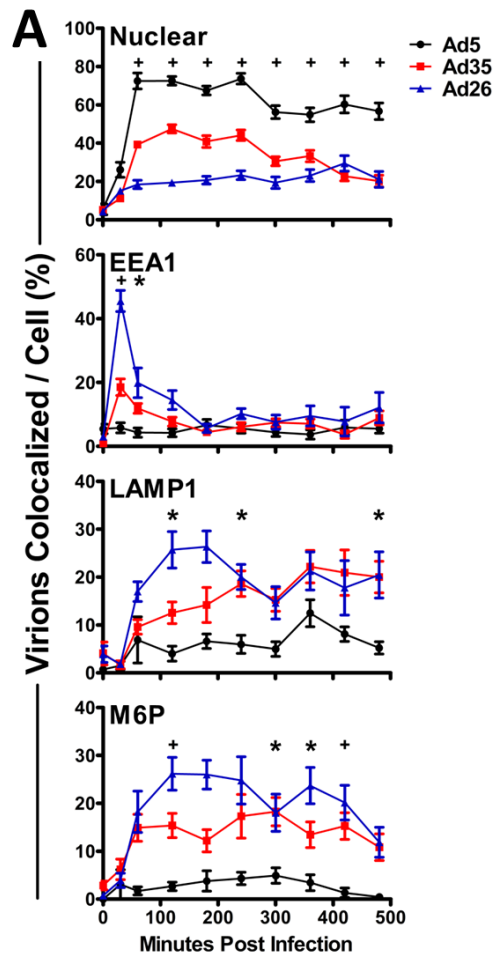 A
Nuclear
Ad5
Ad35
Ad26
100
80
60
40
20
0
+ + + + + + + +
EEA1
60
40
20
0
+ *
LAMP1
40
30
20
10
0
* * *
M6P
40
30
20
10
0
+ * * +
0 100 200 300 400 500
Minutes Post Infection
Virions Colocalized / Cell (%)